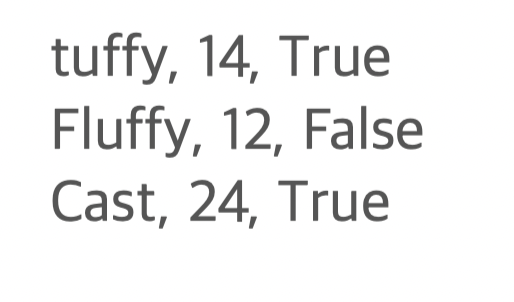 tuffy, 14, True
Fluffy, 12, False
Cast, 24, True